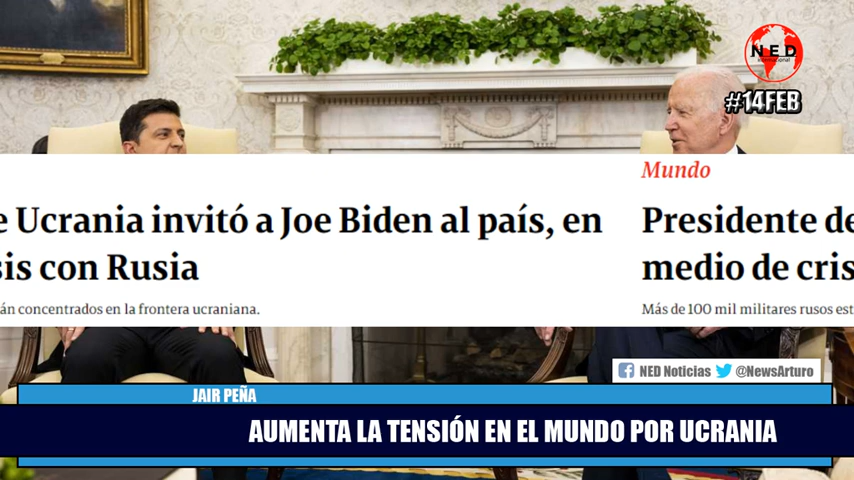 NED
internacional
#14FEB
Mundo
e Ucrania invitó a Joe Biden al país, en
sis con Rusia
án concentrados en la frontera ucraniana.
Presidente de
medio de cris
Más de 100 mil militares rusos est
NED Noticias @NewsArturo
JAIR PEÑA
AUMENTA LA TENSIÓN EN EL MUNDO POR UCRANIA